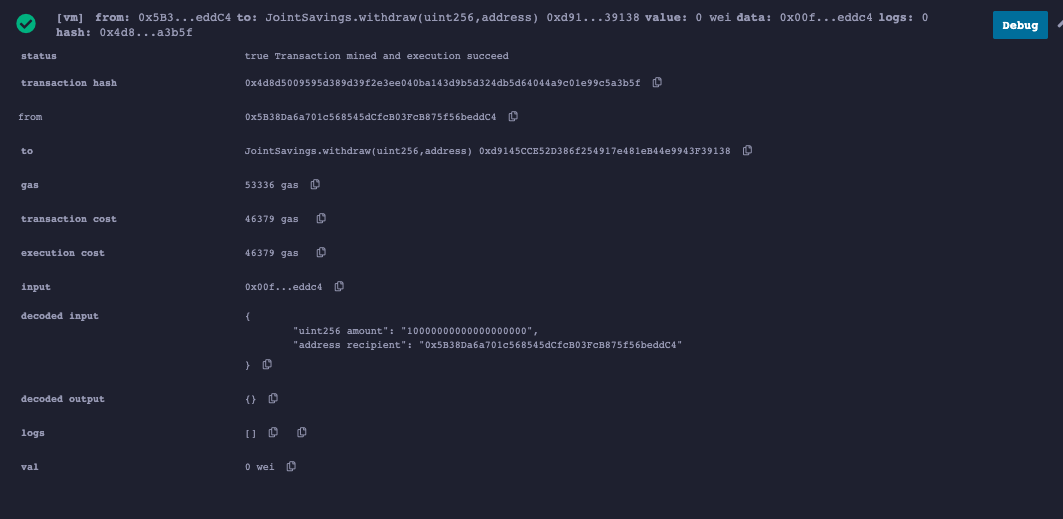 [vm] from: 0x5B3...eddC4 to: JointSavings.withdraw(uint256,address) 0xd91...39138 value: 0 wei data: 0x00f...eddc4 logs: 0
hash: 0x4d8...a3b5f
Debug
status true Transaction mined and execution succeed
transaction hash 0x4d8d5009595d389d39f2e3ee040ba143d9b5d324db5d64044a9c01e99c5a3b5f
from 0x5B38Da6a701c568545dCfcB03FcB875f56beddC4
to JointSavings.withdraw(uint256,address) 0xd9145CCE52D386f254917e481eB44e9943F39138
gas 53336 gas
transaction cost 46379 gas
execution cost 46379 gas
input 0x00f...eddc4
decoded input {
"uint256 amount": "10000000000000000000",
"address recipient": "0x5B38Da6a701c568545dCfcB03FcB875f56beddC4"
}
decoded output {}
logs []
val 0 wei